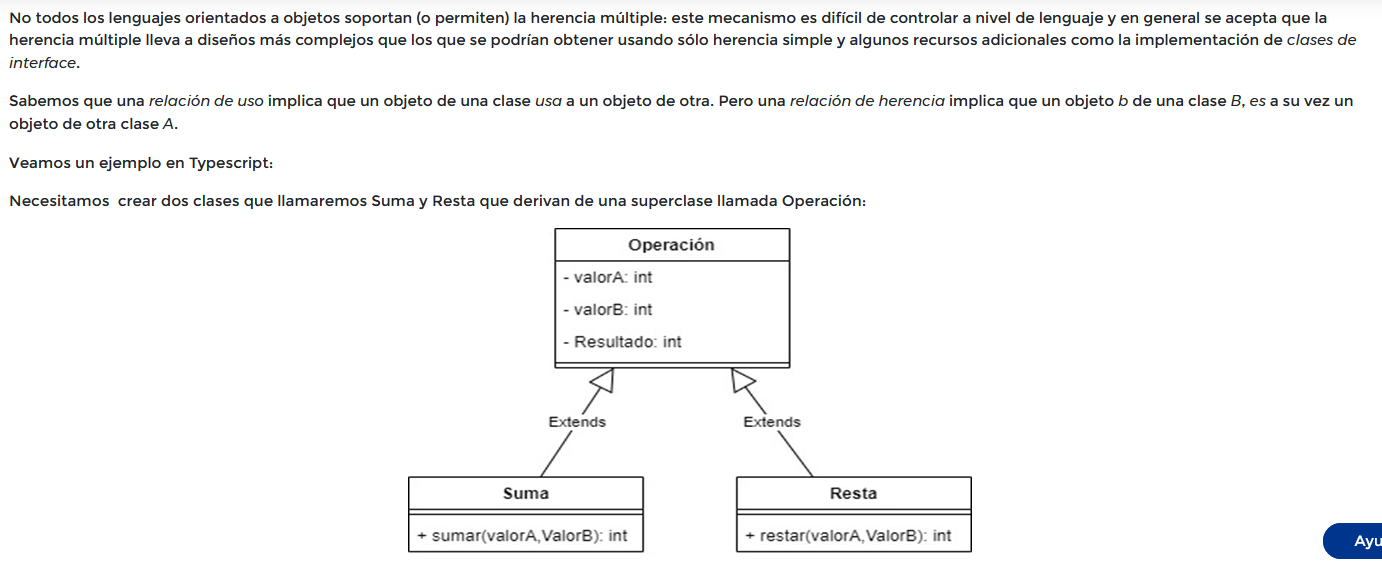 No todos los lenguajes orientados a objetos soportan (o permiten) la herencia múltiple: este mecanismo es difícil de controlar a nivel de lenguaje y en general se acepta que la
herencia múltiple lleva a diseños más complejos que los que se podrían obtener usando sólo herencia simple y algunos recursos adicionales como la implementación de clases de
interface.
Sabemos que una relación de uso implica que un objeto de una clase usa a un objeto de otra. Pero una relación de herencia implica que un objeto b de una clase B, es a su vez un
objeto de otra clase A.
Veamos un ejemplo en Typescript:
Necesitamos crear dos clases que llamaremos Suma y Resta que derivan de una superclase llamada Operación:
Operación
- valorA: int
- valorB: int
- Resultado: int
Extends
Extends
Suma
+ sumar(valorA,ValorB): int
Resta
+ restar(valorA,ValorB): int
Ayu